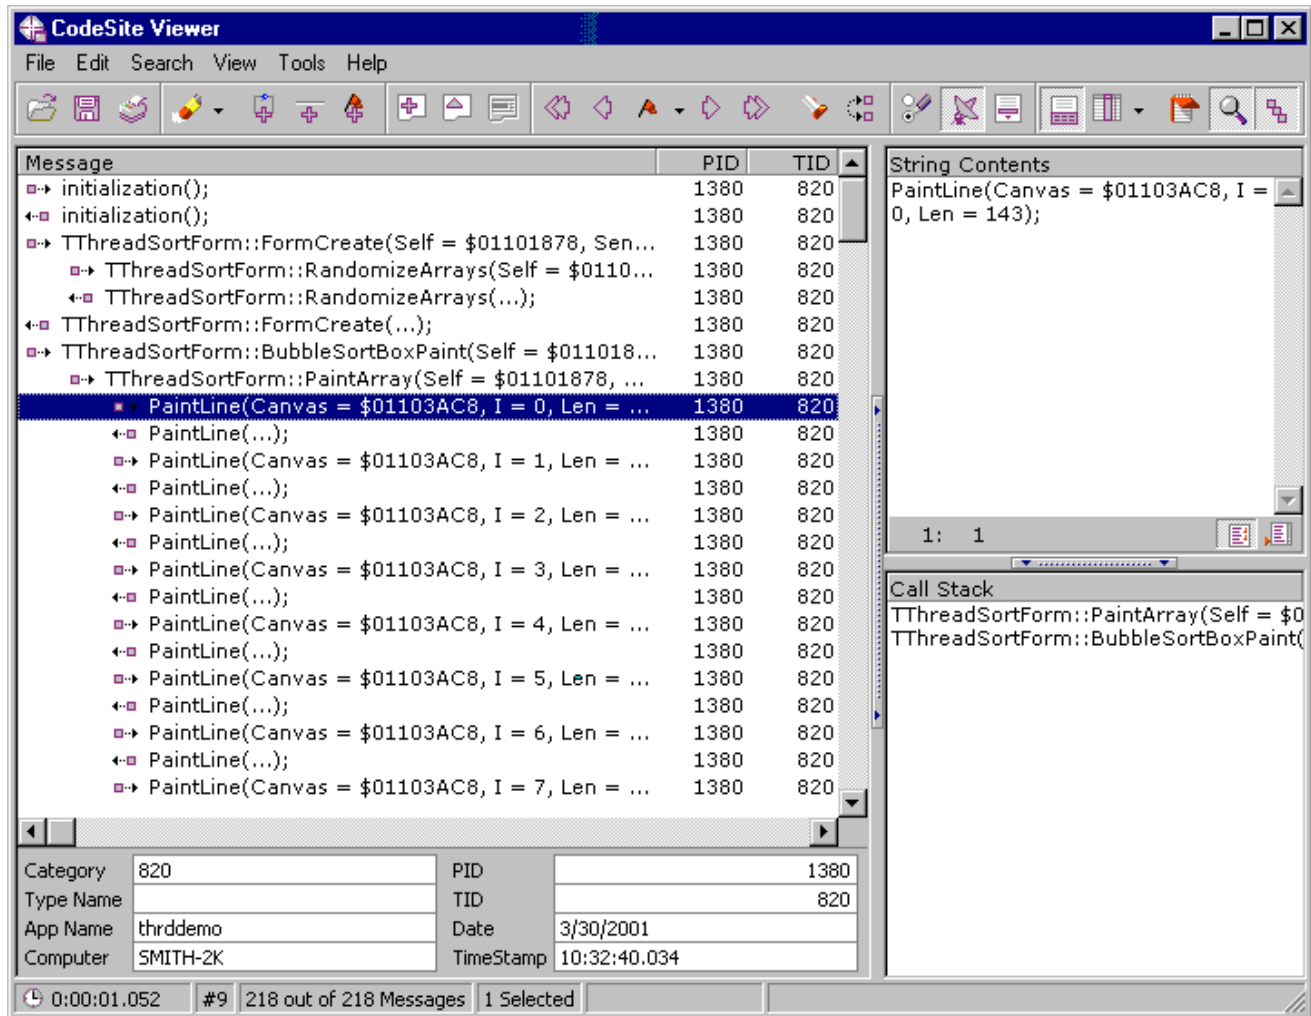 CodeSite Viewer
File Edit Search View Tools Help
Message PID TID
initialization(); 1380 820
initialization(); 1380 820
TThreadSortForm::FormCreate(Self = $01101878, Sen... 1380 820
TThreadSortForm::RandomizeArrays(Self = $0110... 1380 820
TThreadSortForm::RandomizeArrays(...); 1380 820
TThreadSortForm::FormCreate(...); 1380 820
TThreadSortForm::BubbleSortBoxPaint(Self = $011018... 1380 820
TThreadSortForm::PaintArray(Self = $01101878, ... 1380 820
PaintLine(Canvas = $01103AC8, I = 0, Len = ... 1380 820
PaintLine(...); 1380 820
PaintLine(Canvas = $01103AC8, I = 1, Len = ... 1380 820
PaintLine(...); 1380 820
PaintLine(Canvas = $01103AC8, I = 2, Len = ... 1380 820
PaintLine(...); 1380 820
PaintLine(Canvas = $01103AC8, I = 3, Len = ... 1380 820
PaintLine(...); 1380 820
PaintLine(Canvas = $01103AC8, I = 4, Len = ... 1380 820
PaintLine(...); 1380 820
PaintLine(Canvas = $01103AC8, I = 5, Len = ... 1380 820
PaintLine(...); 1380 820
PaintLine(Canvas = $01103AC8, I = 6, Len = ... 1380 820
PaintLine(...); 1380 820
PaintLine(Canvas = $01103AC8, I = 7, Len = ... 1380 820
String Contents
PaintLine(Canvas = $01103AC8, I =
0, Len = 143);
1: 1
Call Stack
TThreadSortForm::PaintArray(Self = $0
TThreadSortForm::BubbleSortBoxPaint(
Category 820 PID 1380
Type Name TID 820
App Name thrddemo Date 3/30/2001
Computer SMITH-2K TimeStamp 10:32:40.034
0:00:01.052 #9 218 out of 218 Messages 1 Selected